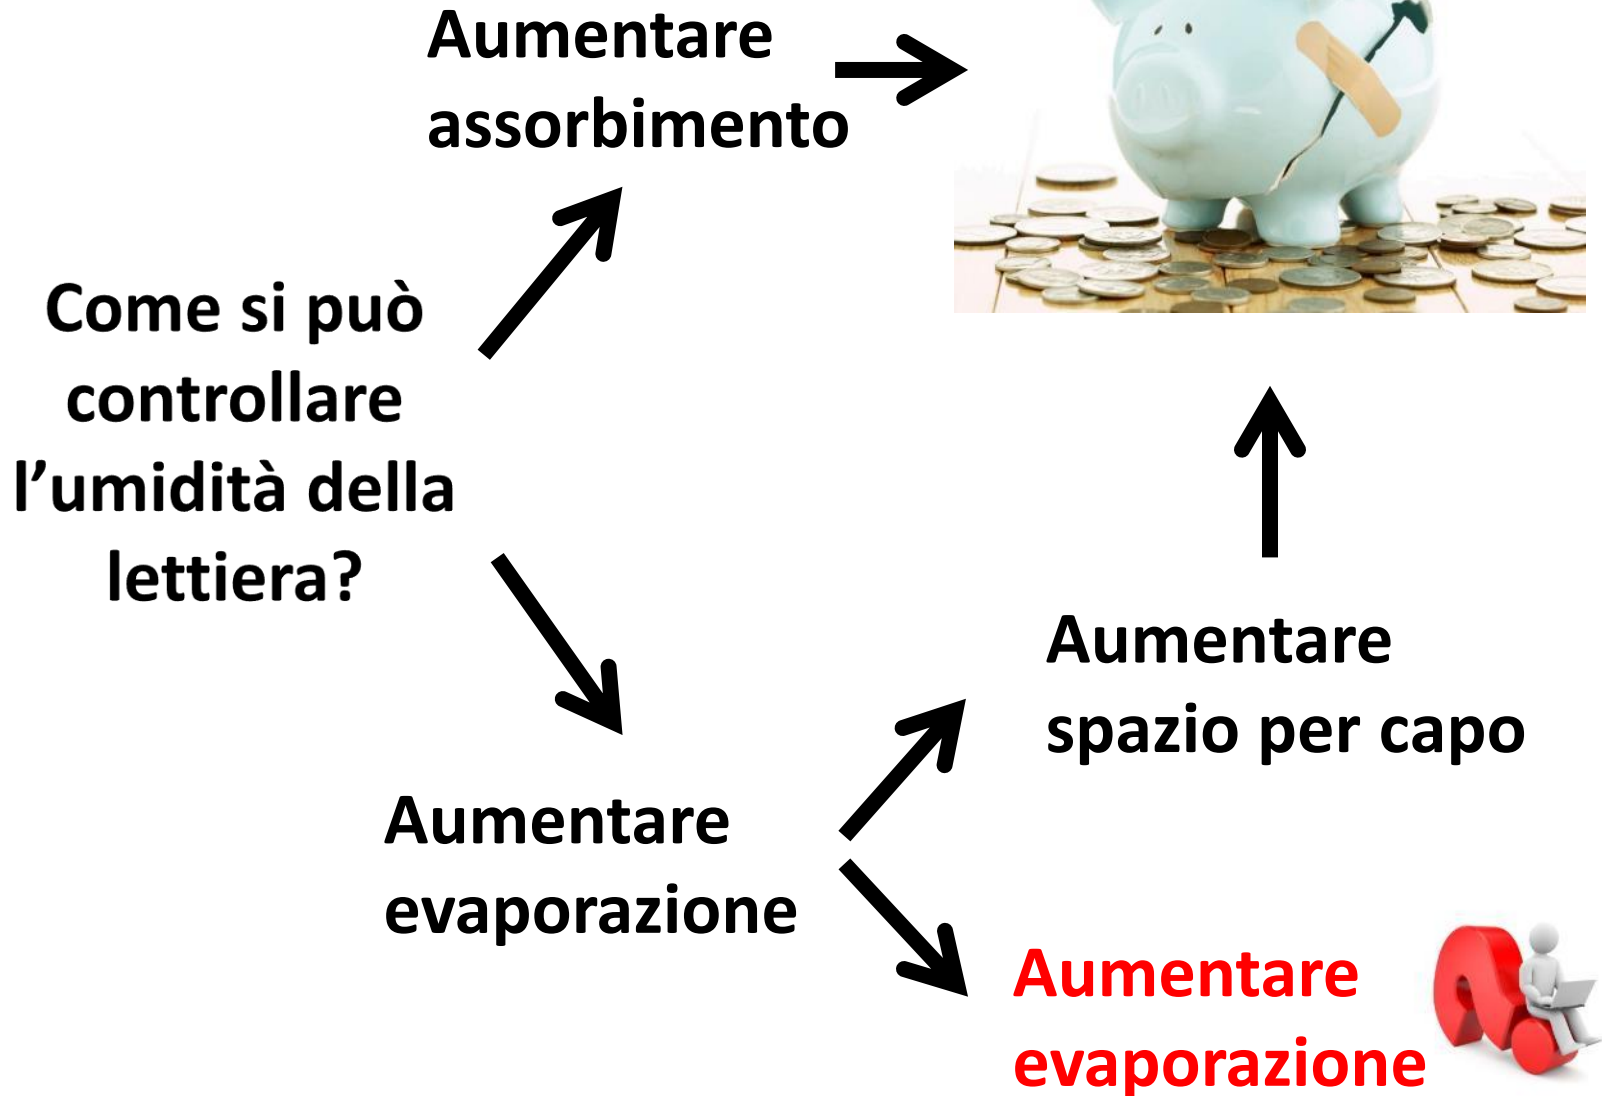 Aumentare
assorbimento
Come si può
controllare
l’umidità della
lettiera?
Aumentare
spazio per capo
Aumentare
evaporazione
Aumentare
evaporazione